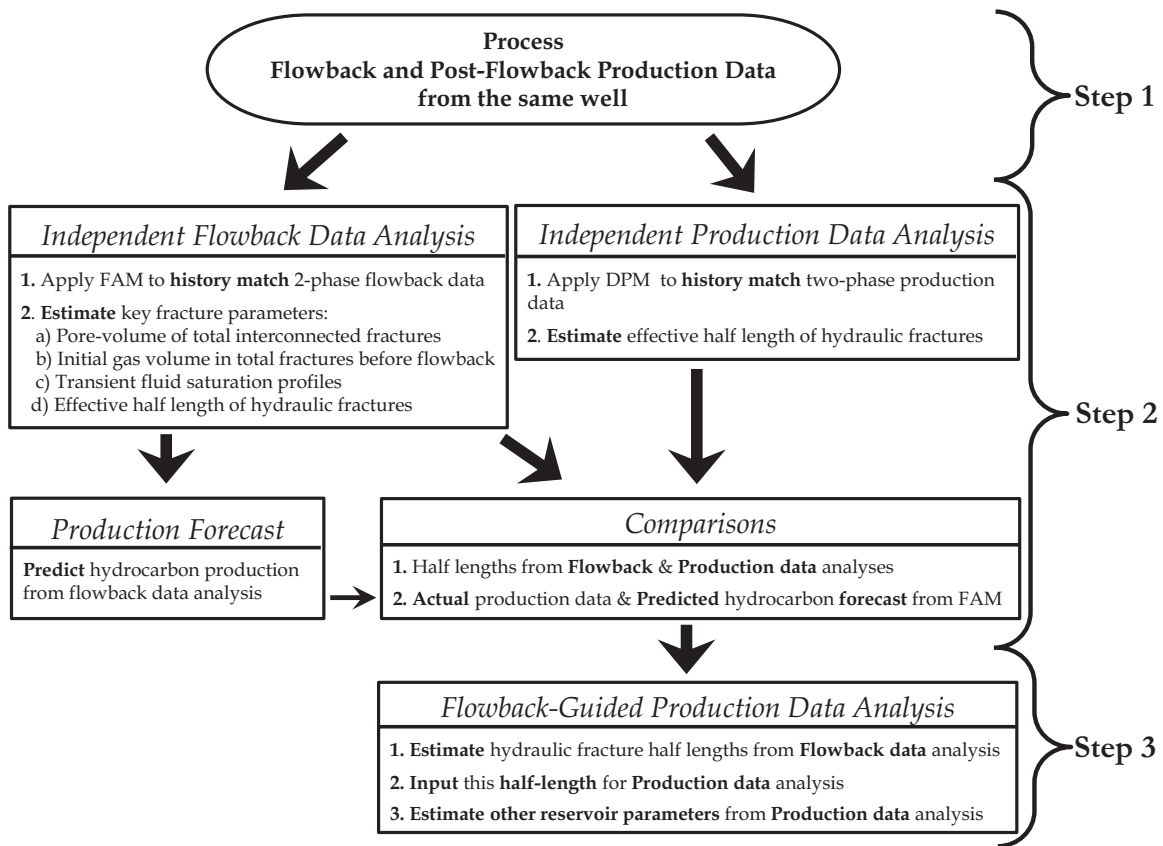 Process
Flowback and Post-Flowback Production Data
from the same well
Step 1
Independent Flowback Data Analysis
1. Apply FAM to history match 2-phase flowback data
2. Estimate key fracture parameters:
a) Pore-volume of total interconnected fractures
b) Initial gas volume in total fractures before flowback
c) Transient fluid saturation profiles
d) Effective half length of hydraulic fractures
Independent Production Data Analysis
1. Apply DPM to history match two-phase production
data
2. Estimate effective half length of hydraulic fractures
Step 2
Production Forecast
Predict hydrocarbon production
from flowback data analysis
Comparisons
1. Half lengths from Flowback & Production data analyses
2. Actual production data & Predicted hydrocarbon forecast from FAM
Flowback-Guided Production Data Analysis
1. Estimate hydraulic fracture half lengths from Flowback data analysis
2. Input this half-length for Production data analysis
3. Estimate other reservoir parameters from Production data analysis
Step 3